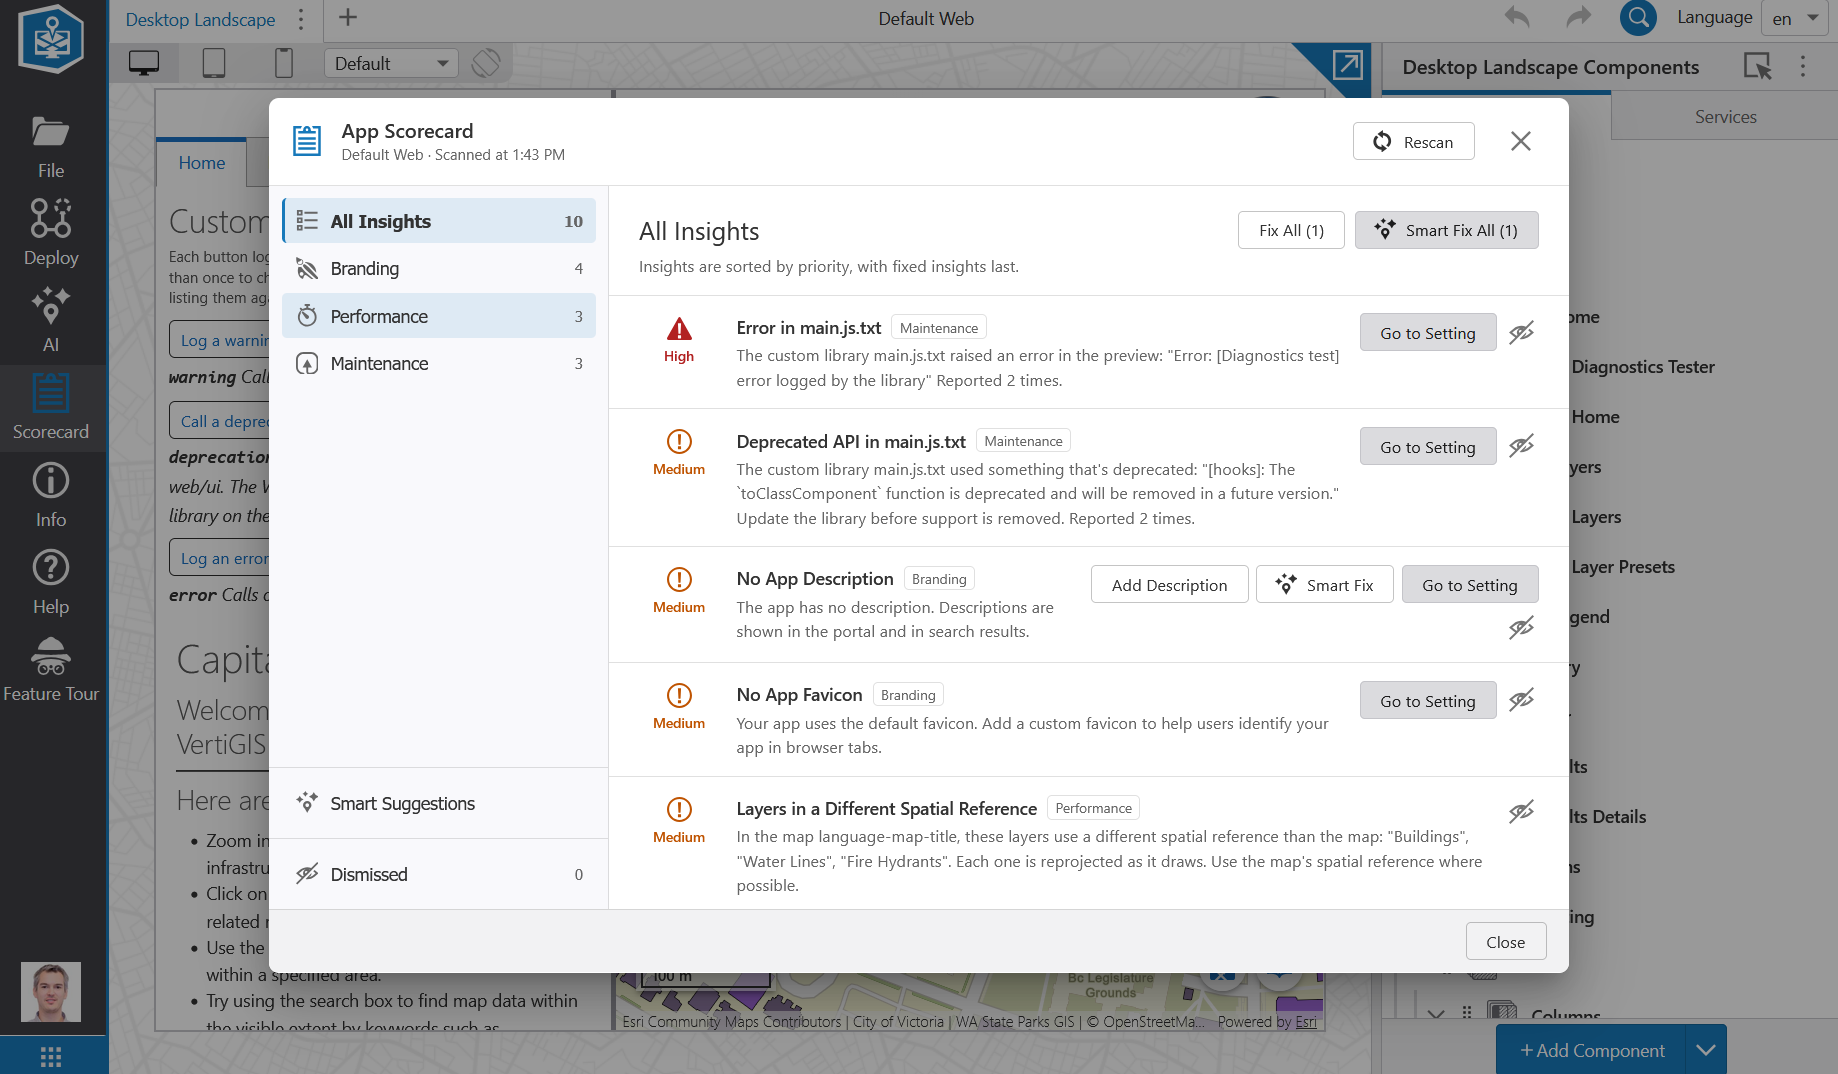 Desktop Landscape
Default Web
Language
en
Default
Desktop Landscape Components
Services
File
Deploy
AI
Scorecard
Info
Help
Feature Tour
Home
Custom
Each button log
than once to ch
listing them aga
Log a warnin
warning Cal
Call a depre
deprecation
web/ui. The V
library on the
Log an error
error Calls c
Capita
Welcom
VertiGIS
Here are
Zoom in
infrastru
Click on
related r
Use the
within a specified area.
Try using the search box to find map data within
the visible extent by keywords such as
App Scorecard
Default Web · Scanned at 1:43 PM
Rescan
All Insights 10
Branding 4
Performance 3
Maintenance 3
Smart Suggestions
Dismissed 0
All Insights
Fix All (1)
Smart Fix All (1)
Insights are sorted by priority, with fixed insights last.
High
Error in main.js.txt Maintenance
The custom library main.js.txt raised an error in the preview: "Error: [Diagnostics test]
error logged by the library" Reported 2 times.
Go to Setting
Medium
Deprecated API in main.js.txt Maintenance
The custom library main.js.txt used something that's deprecated: "[hooks]: The
`toClassComponent` function is deprecated and will be removed in a future version."
Update the library before support is removed. Reported 2 times.
Go to Setting
Medium
No App Description Branding
The app has no description. Descriptions are
shown in the portal and in search results.
Add Description
Smart Fix
Go to Setting
Medium
No App Favicon Branding
Your app uses the default favicon. Add a custom favicon to help users identify your
app in browser tabs.
Go to Setting
Medium
Layers in a Different Spatial Reference Performance
In the map language-map-title, these layers use a different spatial reference than the map: "Buildings",
"Water Lines", "Fire Hydrants". Each one is reprojected as it draws. Use the map's spatial reference where
possible.
Close
ome
Diagnostics Tester
Home
yers
Layers
Layer Presets
gend
ry
lts
lts Details
ns
ing
Columns
+ Add Component
100 m
Bc Legislature
Grounds
Esri Community Maps Contributors | City of Victoria | WA State Parks GIS | © OpenStreetMa... Powered by Esri